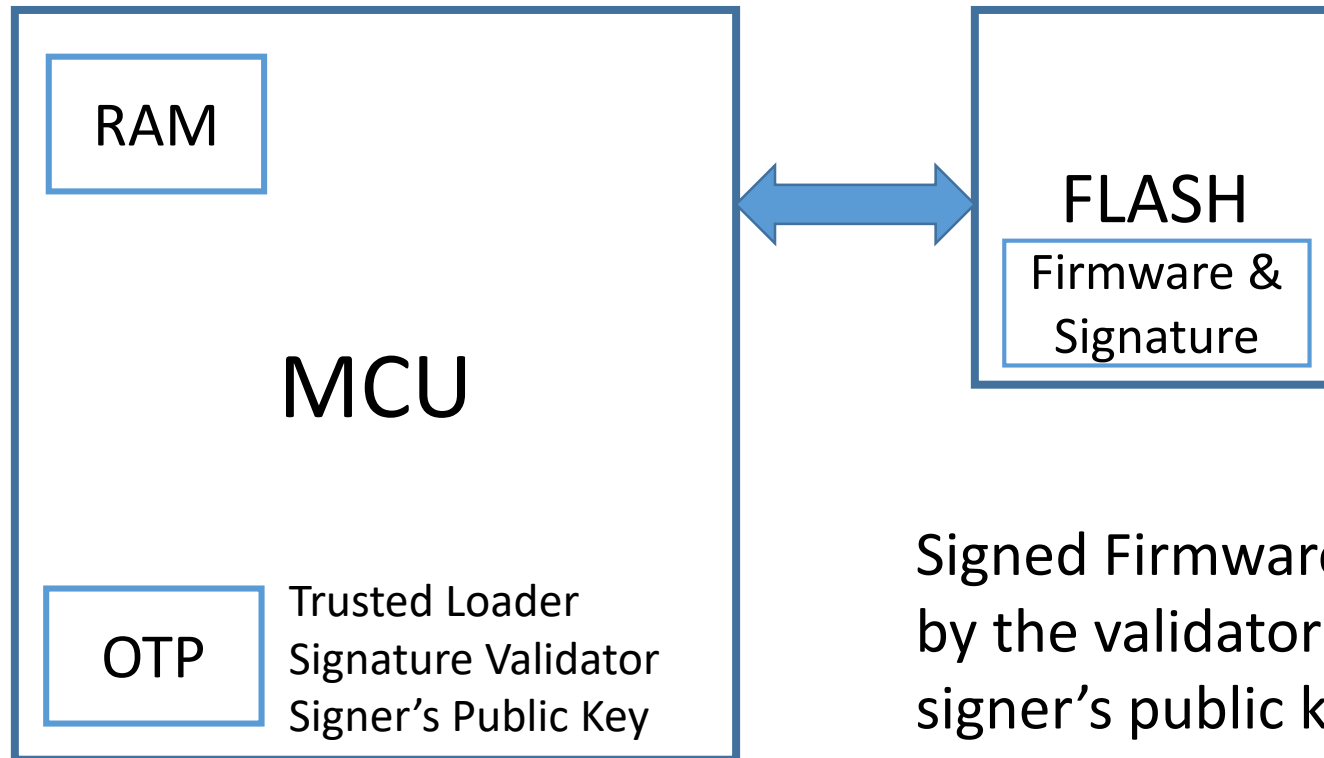 RAM
MCU
OTP
Trusted Loader
Signature Validator
Signer’s Public Key
FLASH
Firmware &
Signature
Signed Firmware
by the validator
signer’s public